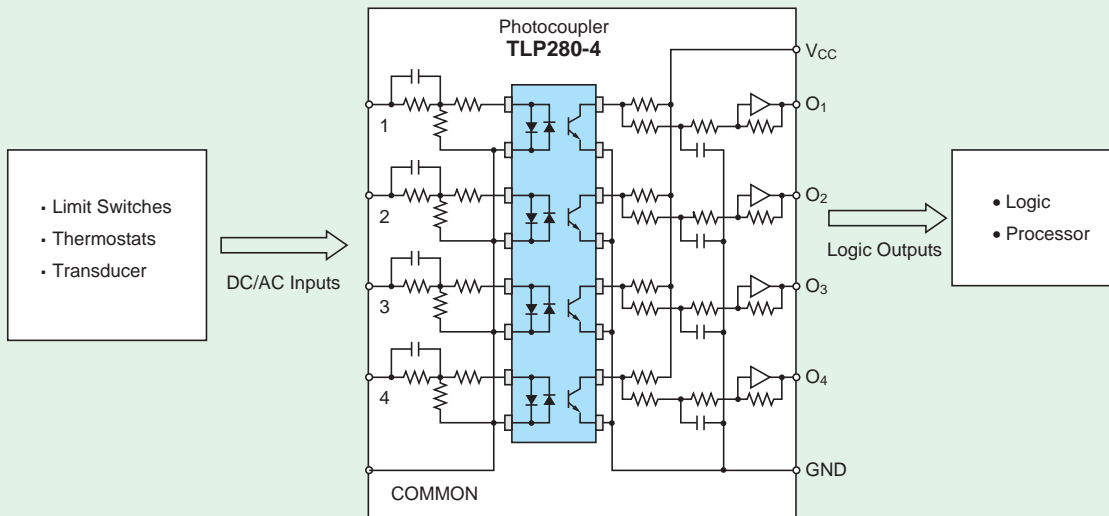 Photocoupler
TLP280-4
VCC
O1
1
O2
2
O3
3
O4
4
GND
COMMON
· Limit Switches
· Thermostats
· Transducer
DC/AC Inputs
Logic Outputs
• Logic
• Processor